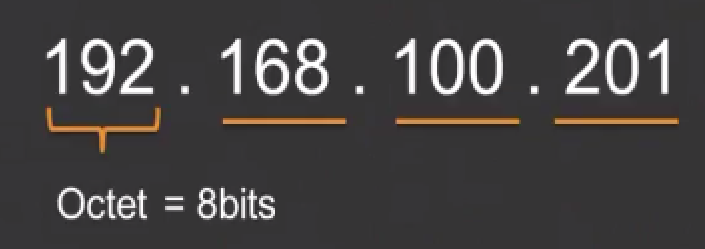 192 . 168 . 100 . 201
Octet = 8bits